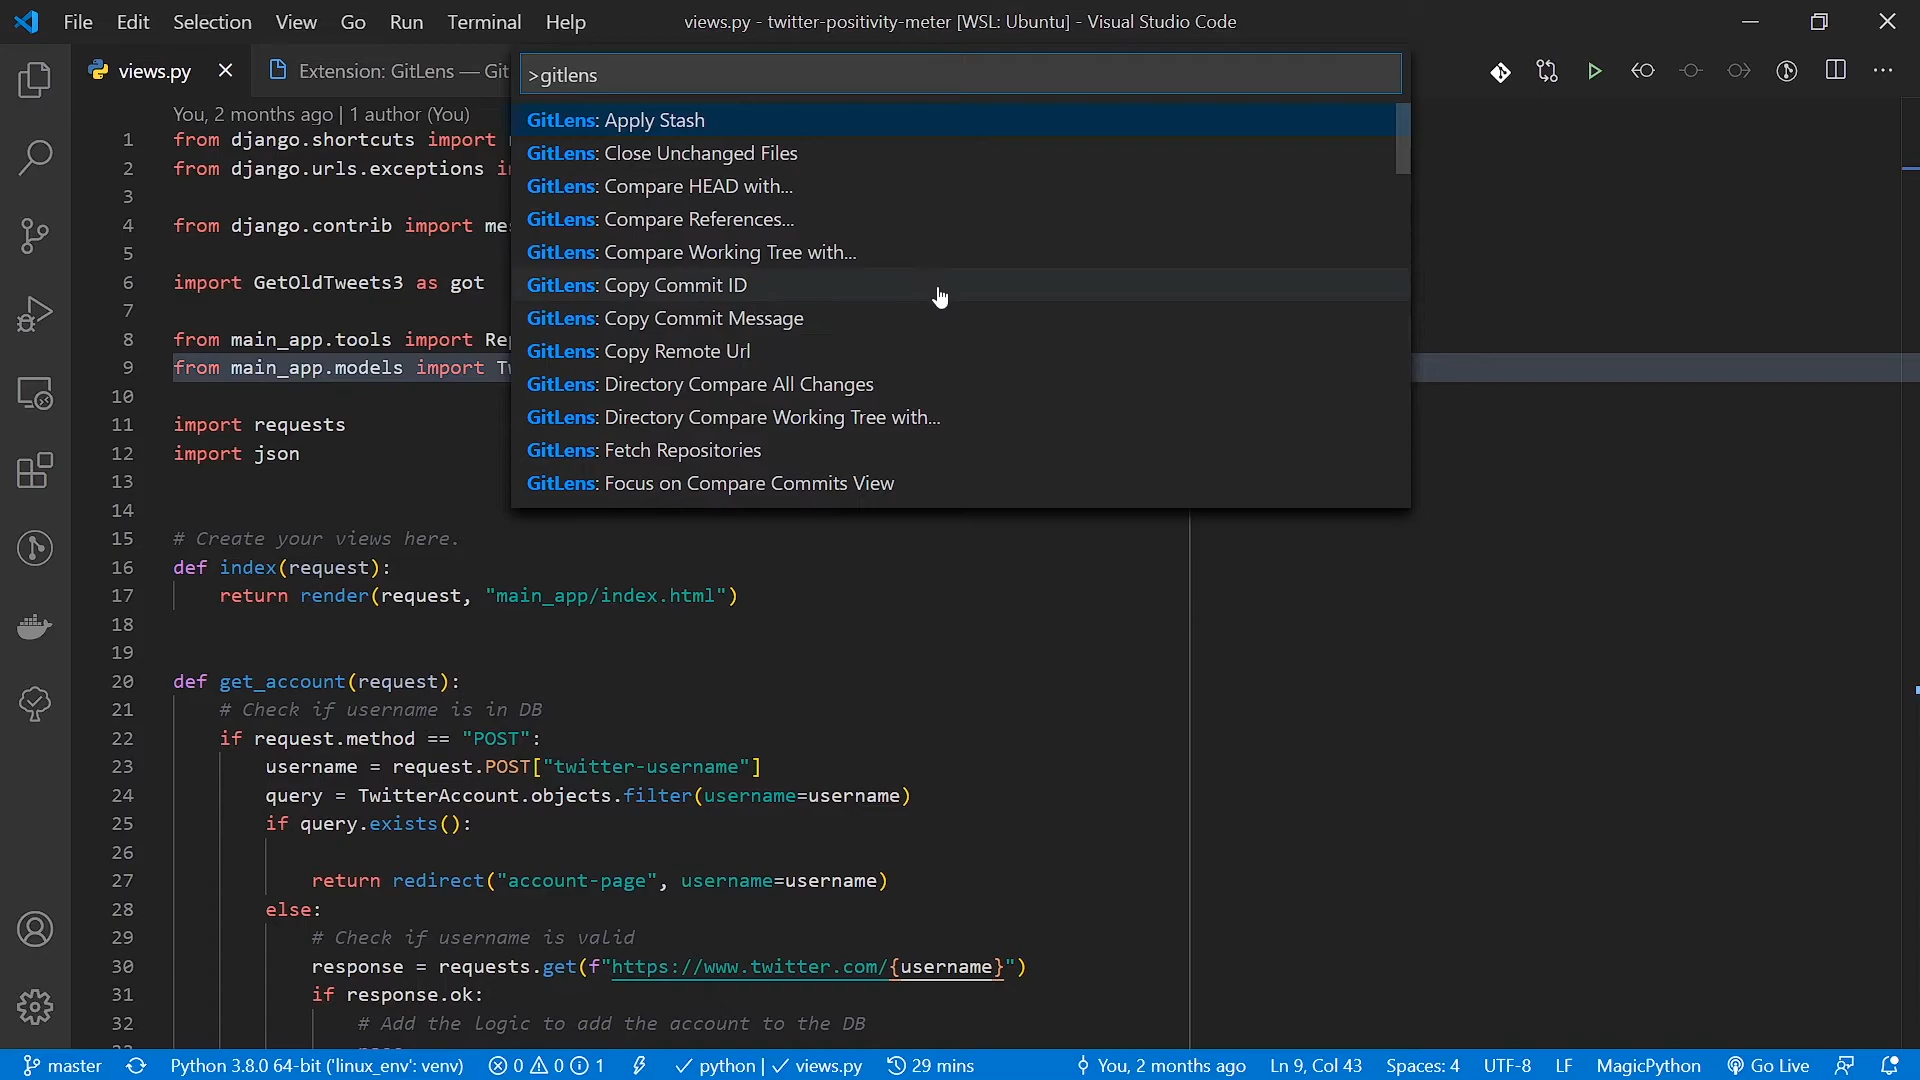 File Edit Selection View Go Run Terminal Help
views.py - twitter-positivity-meter [WSL: Ubuntu] - Visual Studio Code
views.py
Extension: GitLens — Git
>gitlens
GitLens: Apply Stash
GitLens: Close Unchanged Files
GitLens: Compare HEAD with...
GitLens: Compare References...
GitLens: Compare Working Tree with...
GitLens: Copy Commit ID
GitLens: Copy Commit Message
GitLens: Copy Remote Url
GitLens: Directory Compare All Changes
GitLens: Directory Compare Working Tree with...
GitLens: Fetch Repositories
GitLens: Focus on Compare Commits View
You, 2 months ago | 1 author (You)
1 from django.shortcuts import
2 from django.urls.exceptions
3
4 from django.contrib import me
5
6 import GetOldTweets3 as got
7
8 from main_app.tools import Re
9 from main_app.models import Tw
10
11 import requests
12 import json
13
14
15 # Create your views here.
16 def index(request):
17 return render(request, "main_app/index.html")
18
19
20 def get_account(request):
21 # Check if username is in DB
22 if request.method == "POST":
23 username = request.POST["twitter-username"]
24 query = TwitterAccount.objects.filter(username=username)
25 if query.exists():
26
27 return redirect("account-page", username=username)
28 else:
29 # Check if username is valid
30 response = requests.get(f"https://www.twitter.com/{username}")
31 if response.ok:
32 # Add the logic to add the account to the DB
master Python 3.8.0 64-bit ('linux_env': venv) 0 0 1 python | views.py 29 mins You, 2 months ago Ln 9, Col 43 Spaces: 4 UTF-8 LF MagicPython Go Live